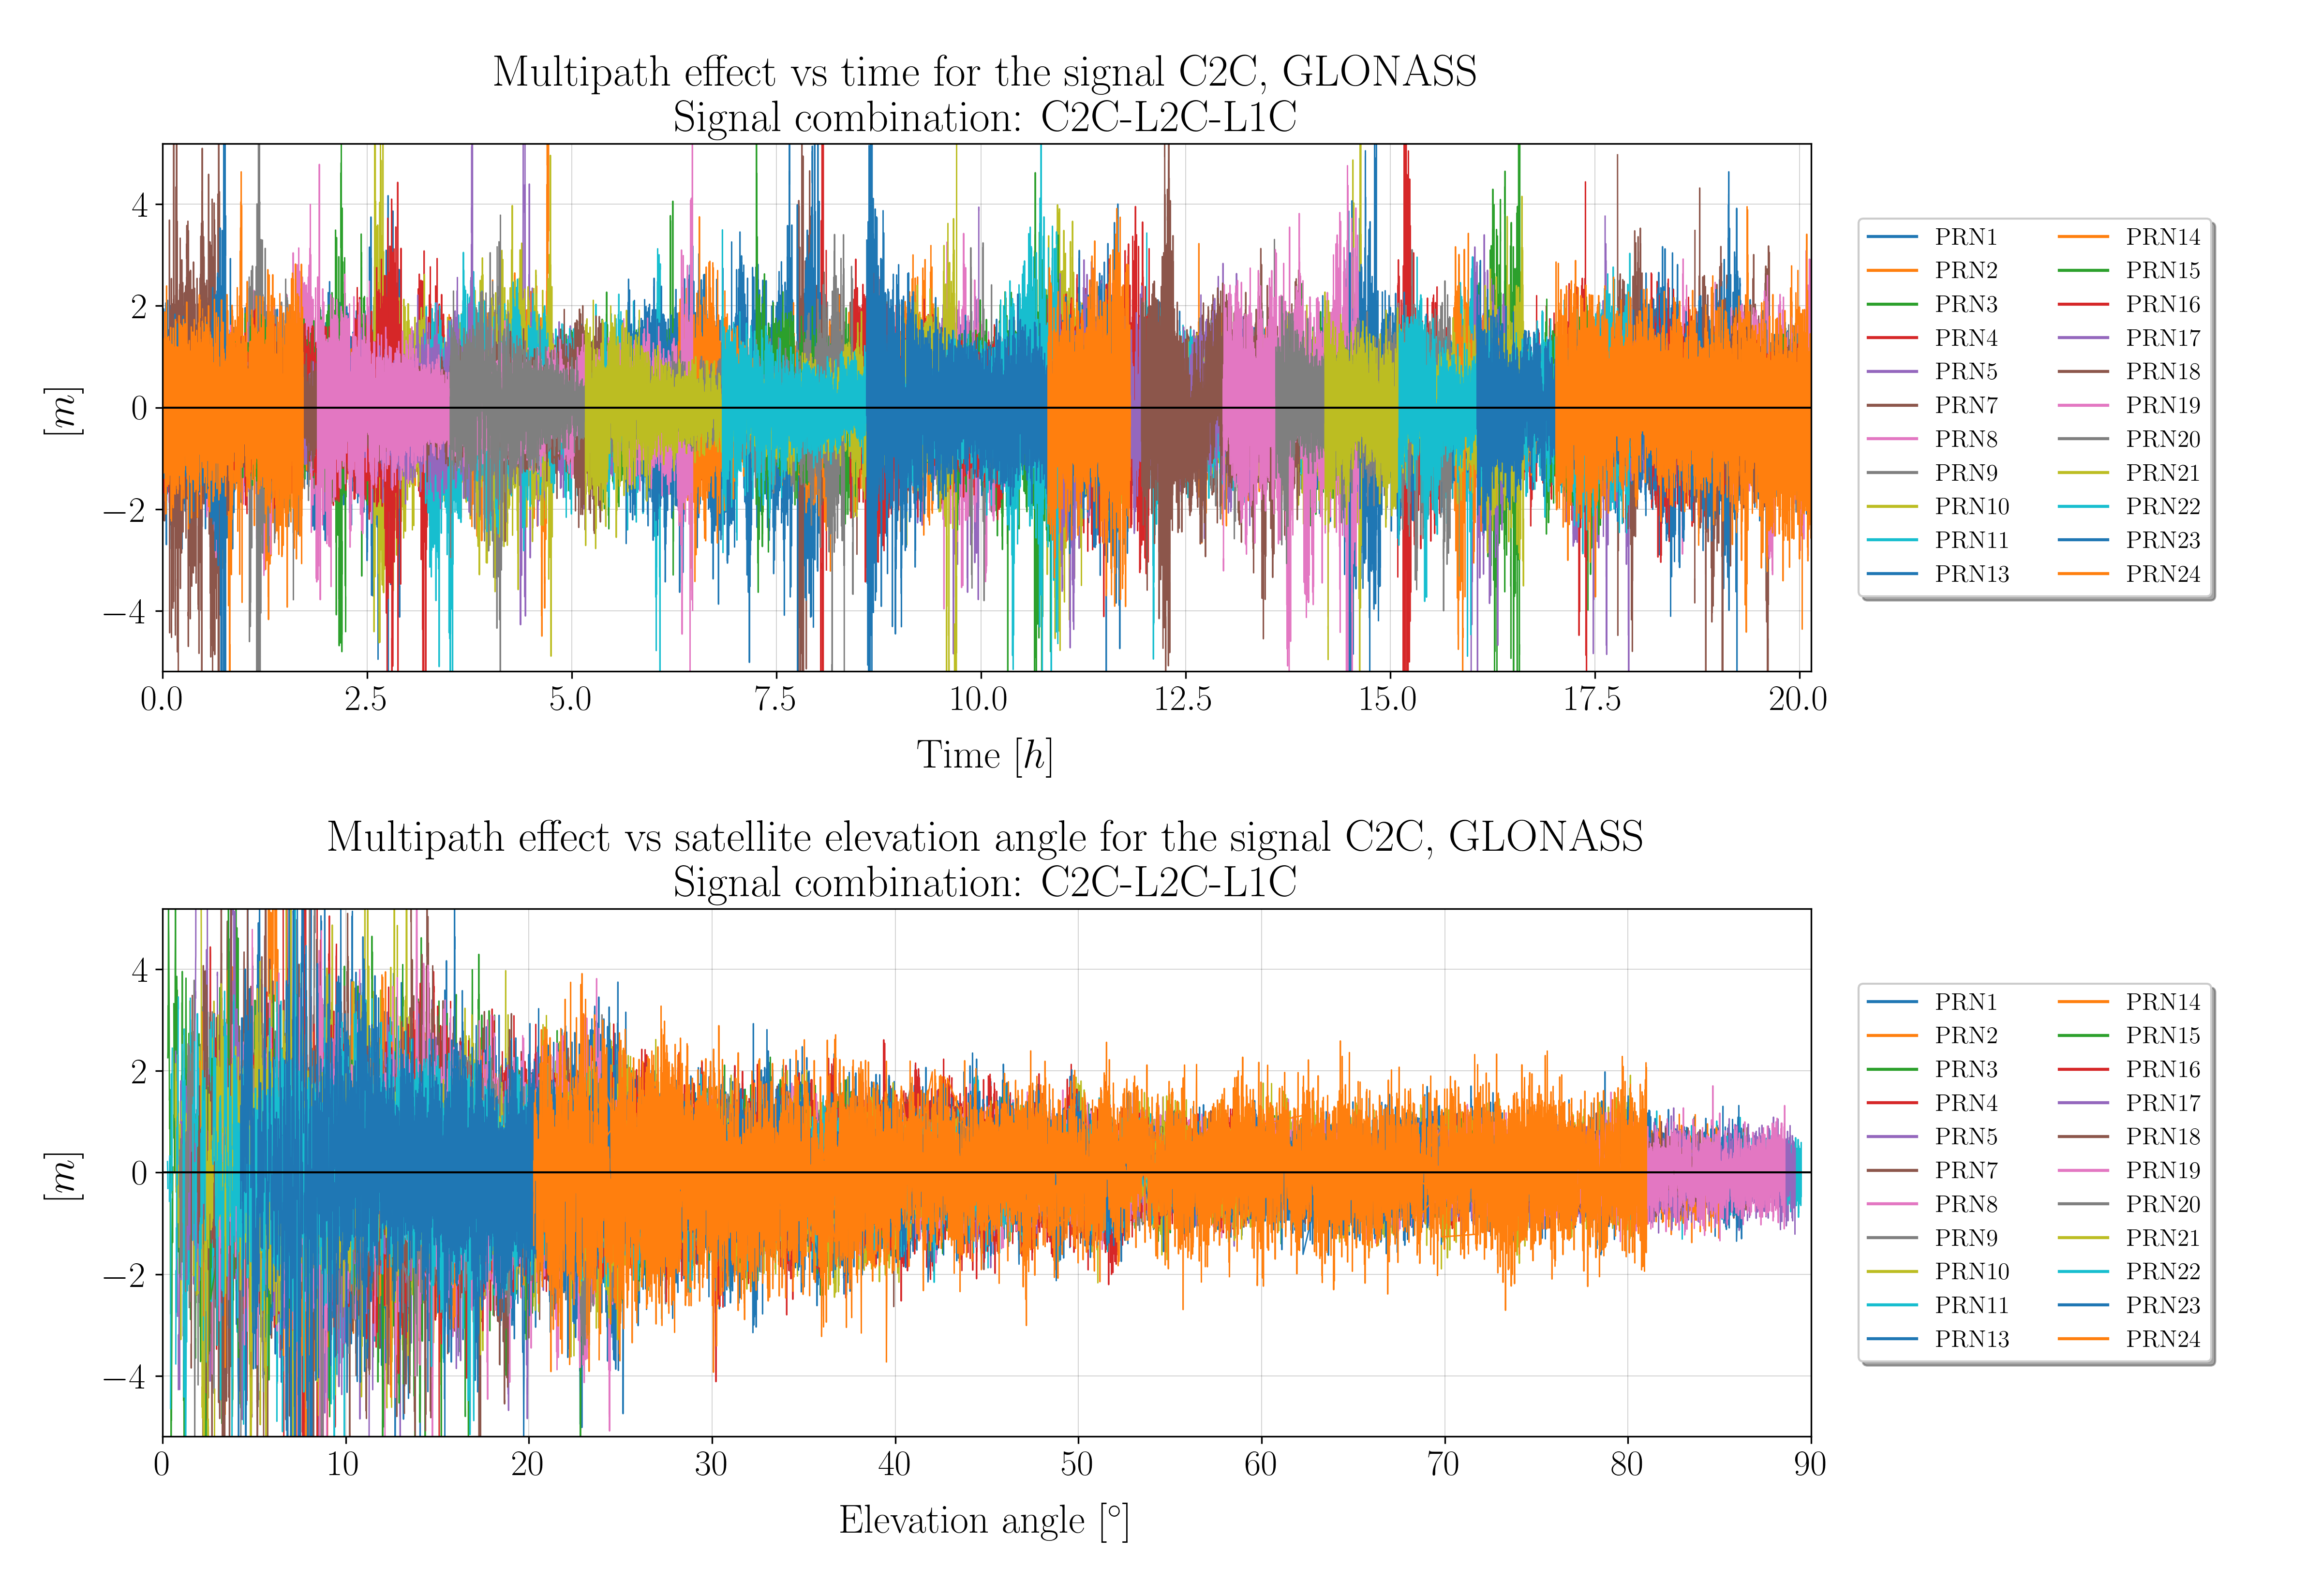 Multipath effect vs time for the signal C2C, GLONASS
Signal combination: C2C-L2C-L1C
4
2
0
−2
−4
[m]
0.0 2.5 5.0 7.5 10.0 12.5 15.0 17.5 20.0
Time [h]
PRN1 PRN14
PRN2 PRN15
PRN3 PRN16
PRN4 PRN17
PRN5 PRN18
PRN7 PRN19
PRN8 PRN20
PRN9 PRN21
PRN10 PRN22
PRN11 PRN23
PRN13 PRN24
Multipath effect vs satellite elevation angle for the signal C2C, GLONASS
Signal combination: C2C-L2C-L1C
4
2
0
−2
−4
[m]
0 10 20 30 40 50 60 70 80 90
Elevation angle [°]
PRN1 PRN14
PRN2 PRN15
PRN3 PRN16
PRN4 PRN17
PRN5 PRN18
PRN7 PRN19
PRN8 PRN20
PRN9 PRN21
PRN10 PRN22
PRN11 PRN23
PRN13 PRN24